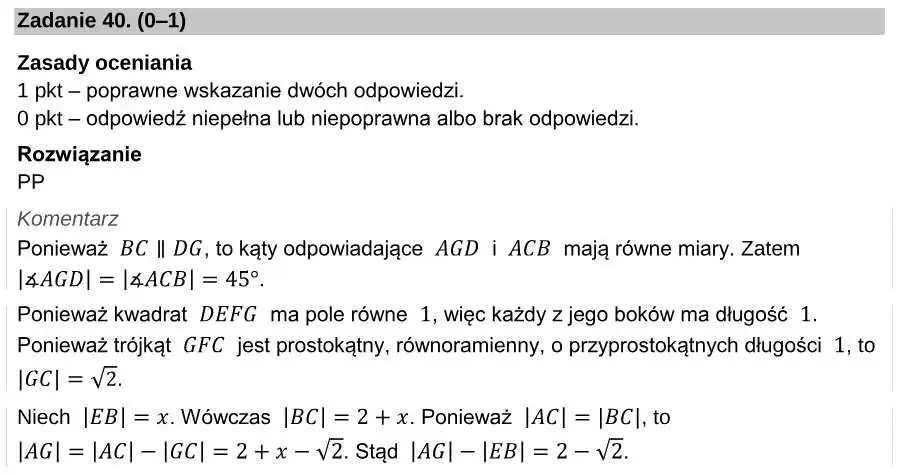 Zadanie 40. (0–1)
Zasady oceniania
1 pkt – poprawne wskazanie dwóch odpowiedzi.
0 pkt – odpowiedź niepełna lub niepoprawna albo brak odpowiedzi.
Rozwiązanie
PP
Komentarz
Ponieważ BC ∥ DG, to kąty odpowiadające AGD i ACB mają równe miary. Zatem
|∡AGD| = |∡ACB| = 45°.
Ponieważ kwadrat DEFG ma pole równe 1, więc każdy z jego boków ma długość 1.
Ponieważ trójkąt GFC jest prostokątny, równoramienny, o przyprostokątnych długości 1, to
|GC| = √2.
Niech |EB| = x. Wówczas |BC| = 2 + x. Ponieważ |AC| = |BC|, to
|AG| = |AC| − |GC| = 2 + x − √2. Stąd |AG| − |EB| = 2 − √2.